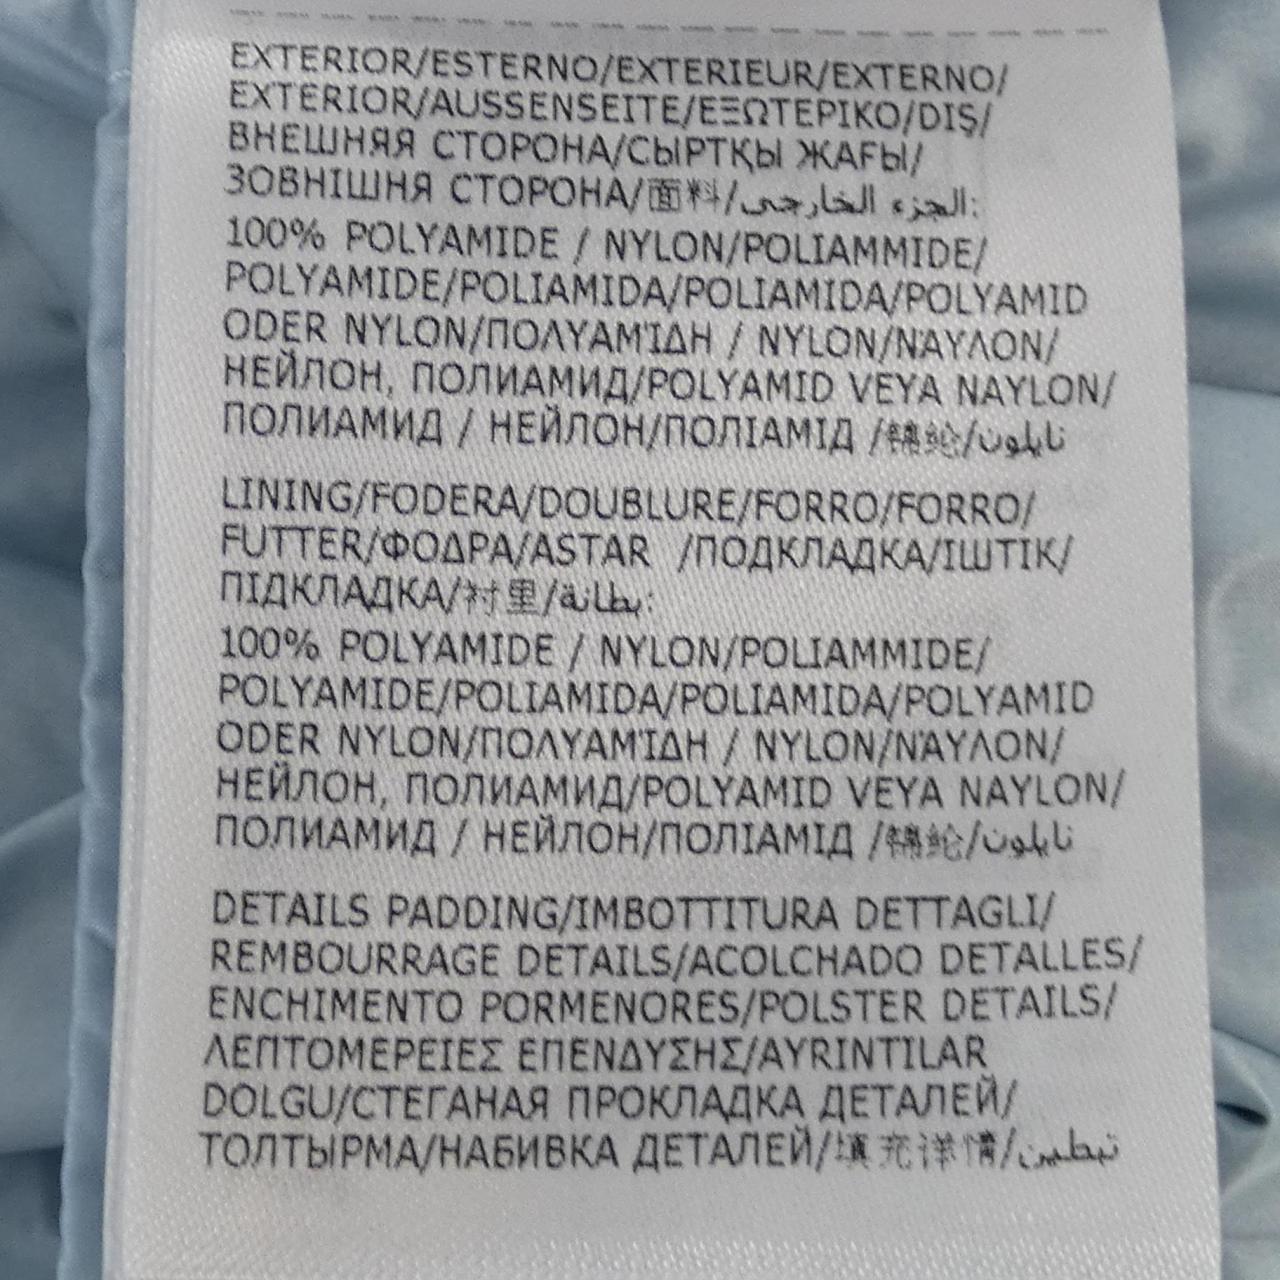 EXTERIOR/ESTERNO/EXTERIEUR/EXTERNO/
EXTERIOR/AUSSENSEITE/ΕΞΩΤΕΡΙΚΟ/DIŞ/
ВНЕШНЯЯ СТОРОНА/СЫРТҚЫ ЖАҒЫ/
ЗОВНІШНЯ СТОРОНА/面料/الجزء الخارجي:
100% POLYAMIDE / NYLON/POLIAMMIDE/
POLYAMIDE/POLIAMIDA/POLIAMIDA/POLYAMID
ODER NYLON/ΠΟΛΥΑΜΊΔΗ / NYLON/ΝΆΥΛΟΝ/
НЕЙЛОН, ПОЛИАМИД/POLYAMID VEYA NAYLON/
ПОЛИАМИД / НЕЙЛОН/ПОЛІАМІД /锦纶/نايلون
LINING/FODERA/DOUBLURE/FORRO/FORRO/
FUTTER/ΦΟΔΡΑ/ASTAR /ПОДКЛАДКА/ІШТІК/
ПІДКЛАДКА/衬里/بطانة:
100% POLYAMIDE / NYLON/POLIAMMIDE/
POLYAMIDE/POLIAMIDA/POLIAMIDA/POLYAMID
ODER NYLON/ΠΟΛΥΑΜΊΔΗ / NYLON/ΝΆΥΛΟΝ/
НЕЙЛОН, ПОЛИАМИД/POLYAMID VEYA NAYLON/
ПОЛИАМИД / НЕЙЛОН/ПОЛІАМІД /锦纶/نايلون
DETAILS PADDING/IMBOTTITURA DETTAGLI/
REMBOURRAGE DETAILS/ACOLCHADO DETALLES/
ENCHIMENTO PORMENORES/POLSTER DETAILS/
ΛΕΠΤΟΜΕΡΕΙΕΣ ΕΠΕΝΔΥΣΗΣ/AYRINTILAR
DOLGU/СТЕГАНАЯ ПРОКЛАДКА ДЕТАЛЕЙ/
ТОЛТЫРМА/НАБИВКА ДЕТАЛЕЙ/填充详情/تبطين